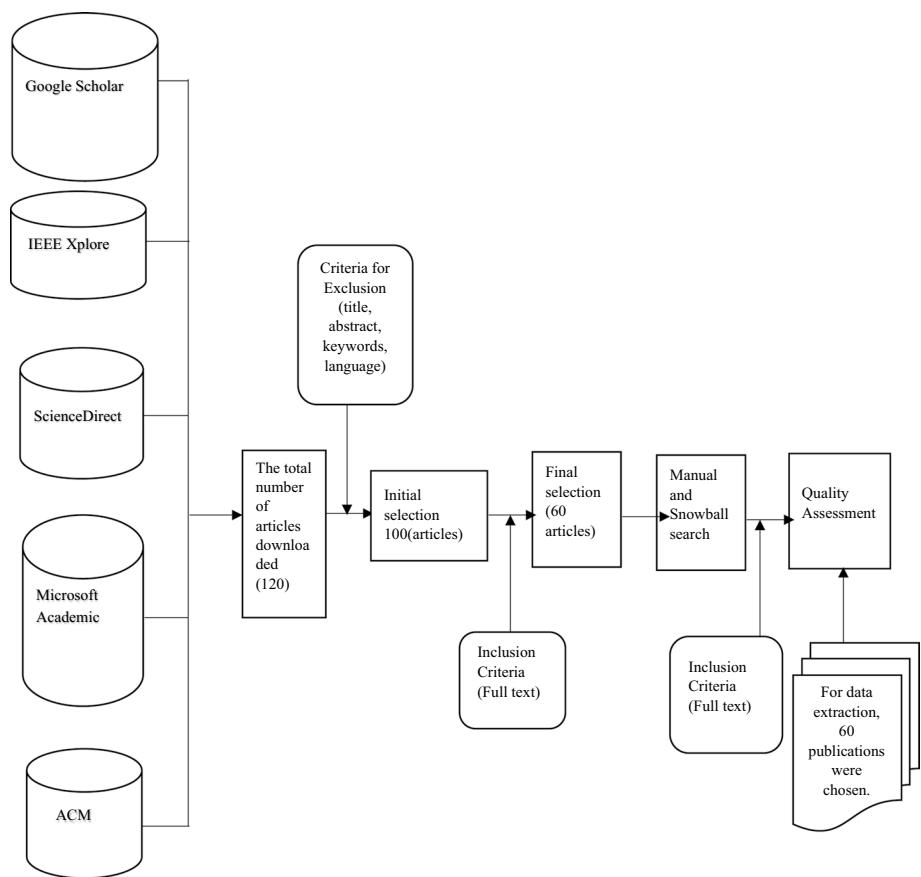 Google Scholar
IEEE Xplore
ScienceDirect
Microsoft
Academic
ACM
The total
number
of
articles
downloa
ded
(120)
Criteria for
Exclusion
(title,
abstract,
keywords,
language)
Initial
selection
100(articles)
Inclusion
Criteria
(Full text)
Final
selection
(60
articles)
Manual
and
Snowball
search
Inclusion
Criteria
(Full text)
Quality
Assessment
For data
extraction,
60
publications
were
chosen.